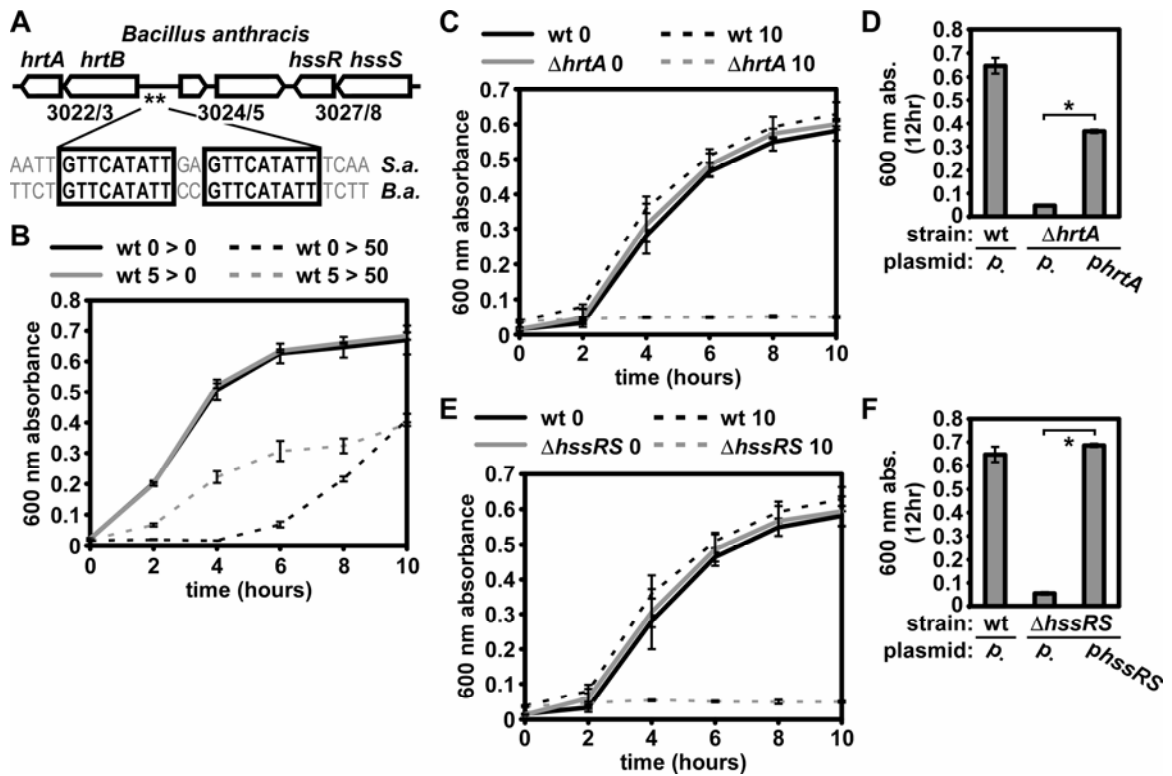 A
Bacillus anthracis
hrtA hrtB hssR hssS
** 
3022/3 3024/5 3027/8
AATT GTTCATATT GA GTTCATATT TCAA S.a.
TTCT GTTCATATT CC GTTCATATT TCTT B.a.
B
wt 0 > 0 wt 0 > 50
wt 5 > 0 wt 5 > 50
600 nm absorbance
0.8
0.7
0.6
0.5
0.4
0.3
0.2
0.1
0
0 2 4 6 8 10
time (hours)
C
wt 0 wt 10
ΔhrtA 0 ΔhrtA 10
600 nm absorbance
0.7
0.6
0.5
0.4
0.3
0.2
0.1
0
0 2 4 6 8 10
time (hours)
D
600 nm abs.
(12hr)
0.8
0.7
0.6
0.5
0.4
0.3
0.2
0.1
0
*
strain: wt ΔhrtA
plasmid: p. p. phrtA
E
wt 0 wt 10
ΔhssRS 0 ΔhssRS 10
600 nm absorbance
0.7
0.6
0.5
0.4
0.3
0.2
0.1
0
0 2 4 6 8 10
time (hours)
F
600 nm abs.
(12hr)
0.8
0.7
0.6
0.5
0.4
0.3
0.2
0.1
0
*
strain: wt ΔhssRS
plasmid: p. p. phssRS